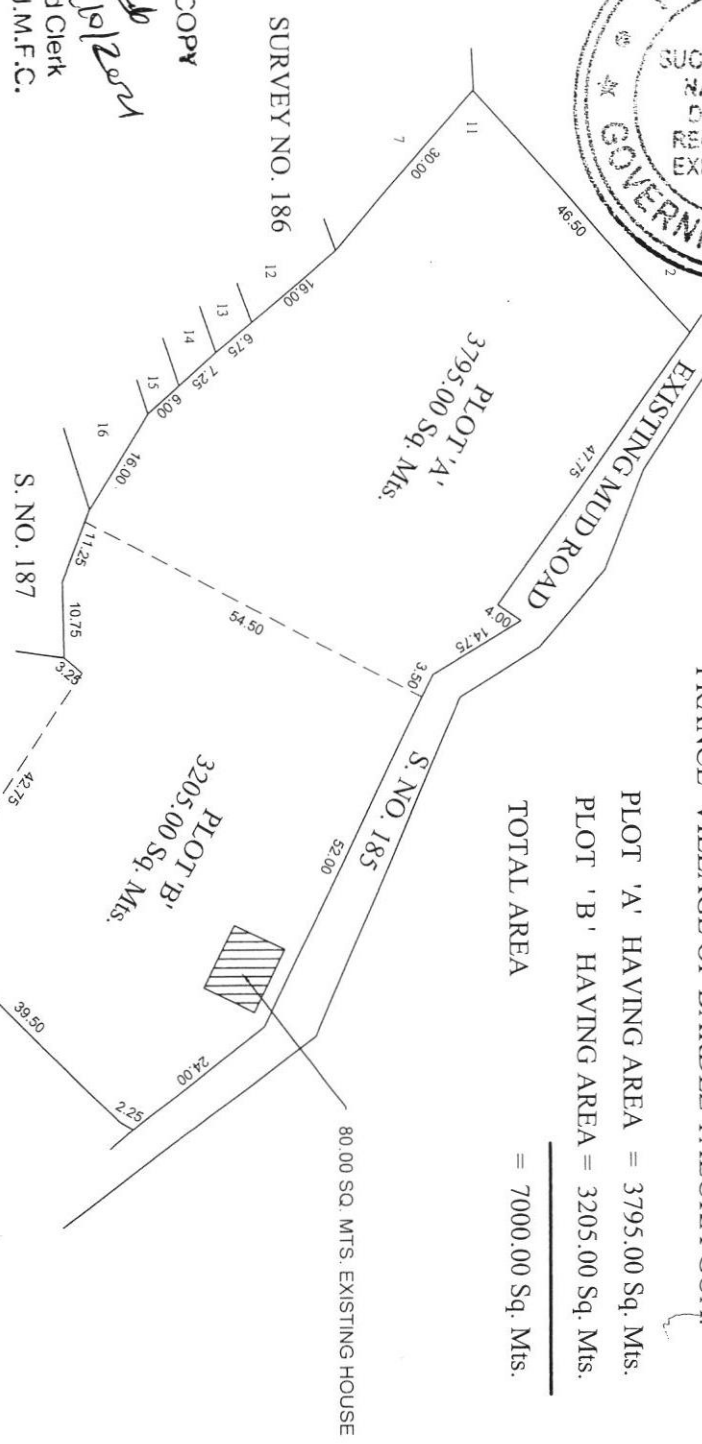 PLOT 'A' HAVING AREA = 3795.00 Sq. Mts.
PLOT 'B' HAVING AREA = 3205.00 Sq. Mts.
TOTAL AREA = 7000.00 Sq. Mts.
GOVERN
COPY
d Clerk
J.M.F.C.
SURVEY NO. 186
S. NO. 187
S. NO. 185
EXISTING MUD ROAD
PLOT 'A'
3795.00 Sq. Mts.
PLOT 'B'
3205.00 Sq. Mts.
80.00 SQ. MTS. EXISTING HOUSE
2
11
7
12
13
14
15
16
46.50
30.00
16.00
6.75
7.25
6.00
16.00
11.25
10.75
3.25
42.75
54.50
47.75
4.00
14.75
3.50
52.00
24.00
2.25
39.50